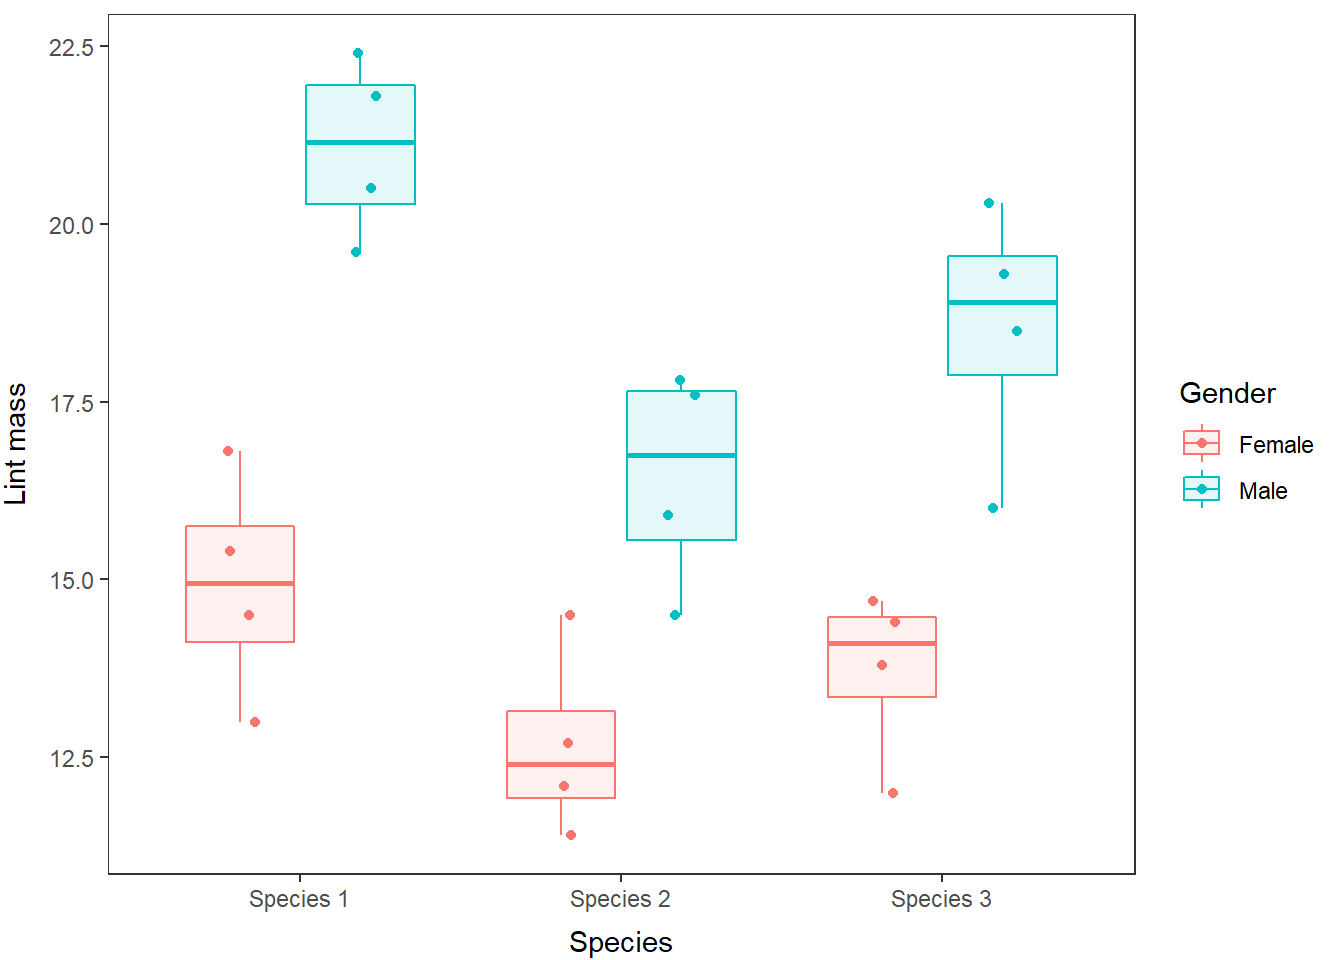 Lint mass
22.5
20.0
17.5
15.0
12.5
Species 1
Species 2
Species 3
Species
Gender
Female
Male